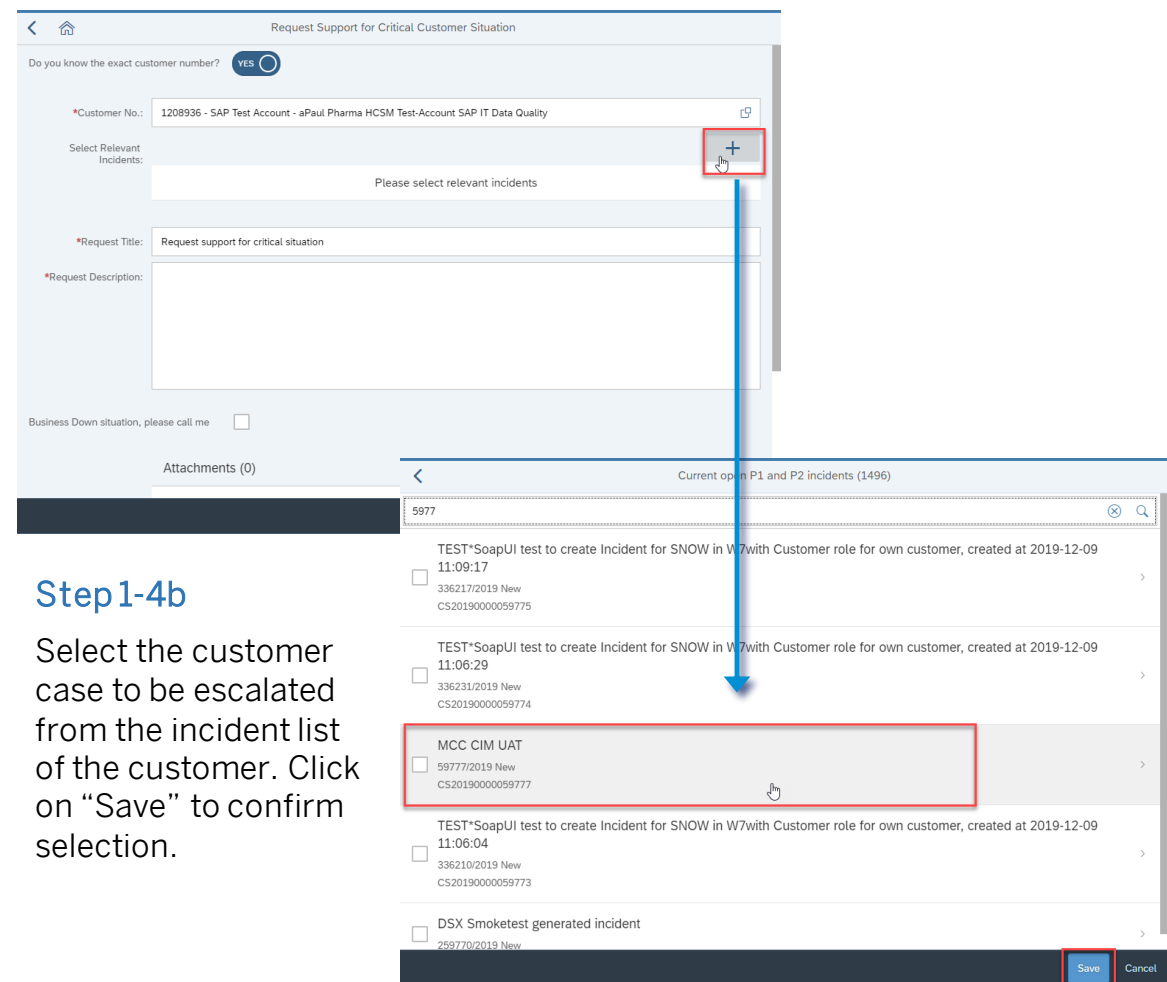 Request Support for Critical Customer Situation
Do you know the exact customer number? YES
*Customer No.: 1208936 - SAP Test Account - aPaul Pharma HCSM Test-Account SAP IT Data Quality
Select Relevant
Incidents:
+
Please select relevant incidents
*Request Title: Request support for critical situation
*Request Description:
Business Down situation, please call me
Attachments (0)
Current open P1 and P2 incidents (1496)
5977
TEST*SoapUI test to create Incident for SNOW in W7with Customer role for own customer, created at 2019-12-09
11:09:17
336217/2019 New
CS20190000059775
TEST*SoapUI test to create Incident for SNOW in W7with Customer role for own customer, created at 2019-12-09
11:06:29
336231/2019 New
CS20190000059774
MCC CIM UAT
59777/2019 New
CS20190000059777
TEST*SoapUI test to create Incident for SNOW in W7with Customer role for own customer, created at 2019-12-09
11:06:04
336210/2019 New
CS20190000059773
DSX Smoketest generated incident
259770/2019 New
Save Cancel
Step1-4b
Select the customer
case to be escalated
from the incident list
of the customer. Click
on “Save” to confirm
selection.